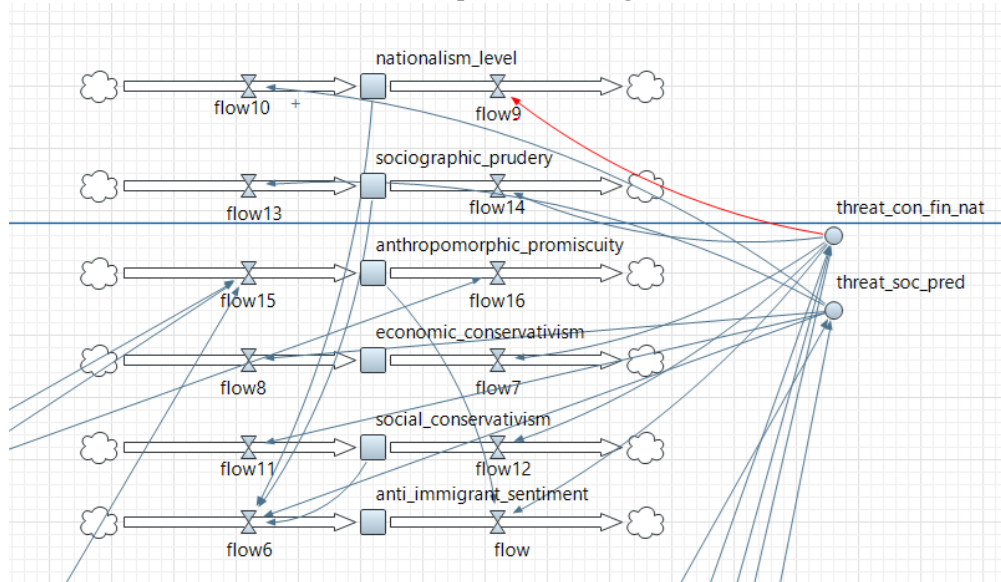 nationalism_level
flow10
flow9
sociographic_prudery
flow13
flow14
threat_con_fin_nat
anthropomorphic_promiscuity
flow15
flow16
threat_soc_pred
economic_conservativism
flow8
flow7
social_conservativism
flow11
flow12
anti_immigrant_sentiment
flow6
flow